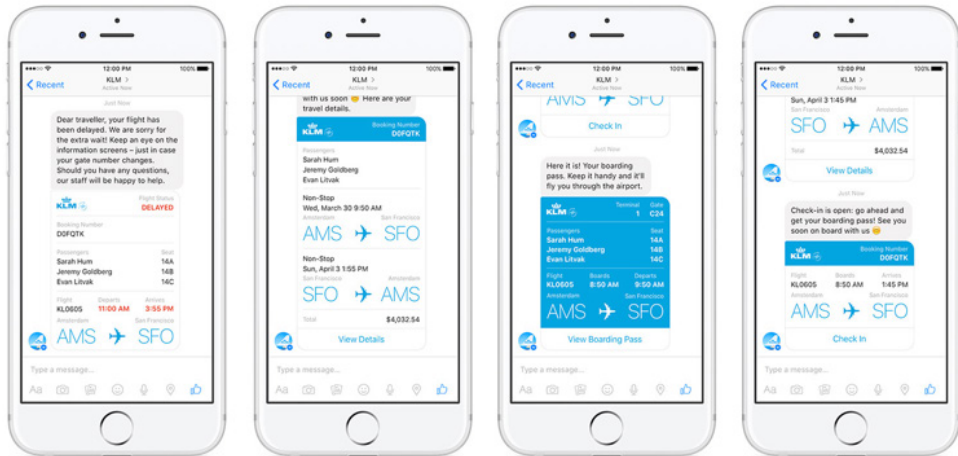 12:00 PM 100%
Recent KLM >
Active Now
Just Now
Dear traveller, your flight has
been delayed. We are sorry for
the extra wait! Keep an eye on the
information screens – just in case
your gate number changes.
Should you have any questions,
our staff will be happy to help.
KLM Flight Status
DELAYED
Booking Number
D0FQTK
Passengers Seat
Sarah Hum 14A
Jeremy Goldberg 14B
Evan Litvak 14C
Flight Departs Arrives
KL0605 11:00 AM 3:55 PM
Amsterdam San Francisco
AMS SFO
Type a message...
Aa
12:00 PM 100%
Recent KLM >
Active Now
with us soon 😊 Here are your
travel details.
KLM Booking Number
D0FQTK
Passengers
Sarah Hum
Jeremy Goldberg
Evan Litvak
Non-Stop
Wed, March 30 9:50 AM
Amsterdam San Francisco
AMS SFO
Non-Stop
Sun, April 3 1:55 PM
San Francisco Amsterdam
SFO AMS
Total $4,032.54
View Details
Type a message...
Aa
12:00 PM 100%
Recent KLM >
Active Now
AMS SFO
Check In
Just Now
Here it is! Your boarding
pass. Keep it handy and it'll
fly you through the airport.
KLM Terminal Gate
1 C24
Passengers Seat
Sarah Hum 14A
Jeremy Goldberg 14B
Evan Litvak 14C
Flight Boards Departs
KL0605 8:50 AM 9:50 AM
Amsterdam San Francisco
AMS SFO
View Boarding Pass
Type a message...
Aa
12:00 PM 100%
Recent KLM >
Active Now
Sun, April 3 1:45 PM
San Francisco Amsterdam
SFO AMS
Total $4,032.54
View Details
Just Now
Check-in is open: go ahead and
get your boarding pass! See you
soon on board with us 😊
KLM Booking Number
D0FQTK
Flight Boards Arrives
KL0605 8:50 AM 1:45 PM
Amsterdam San Francisco
AMS SFO
Check In
Type a message...
Aa